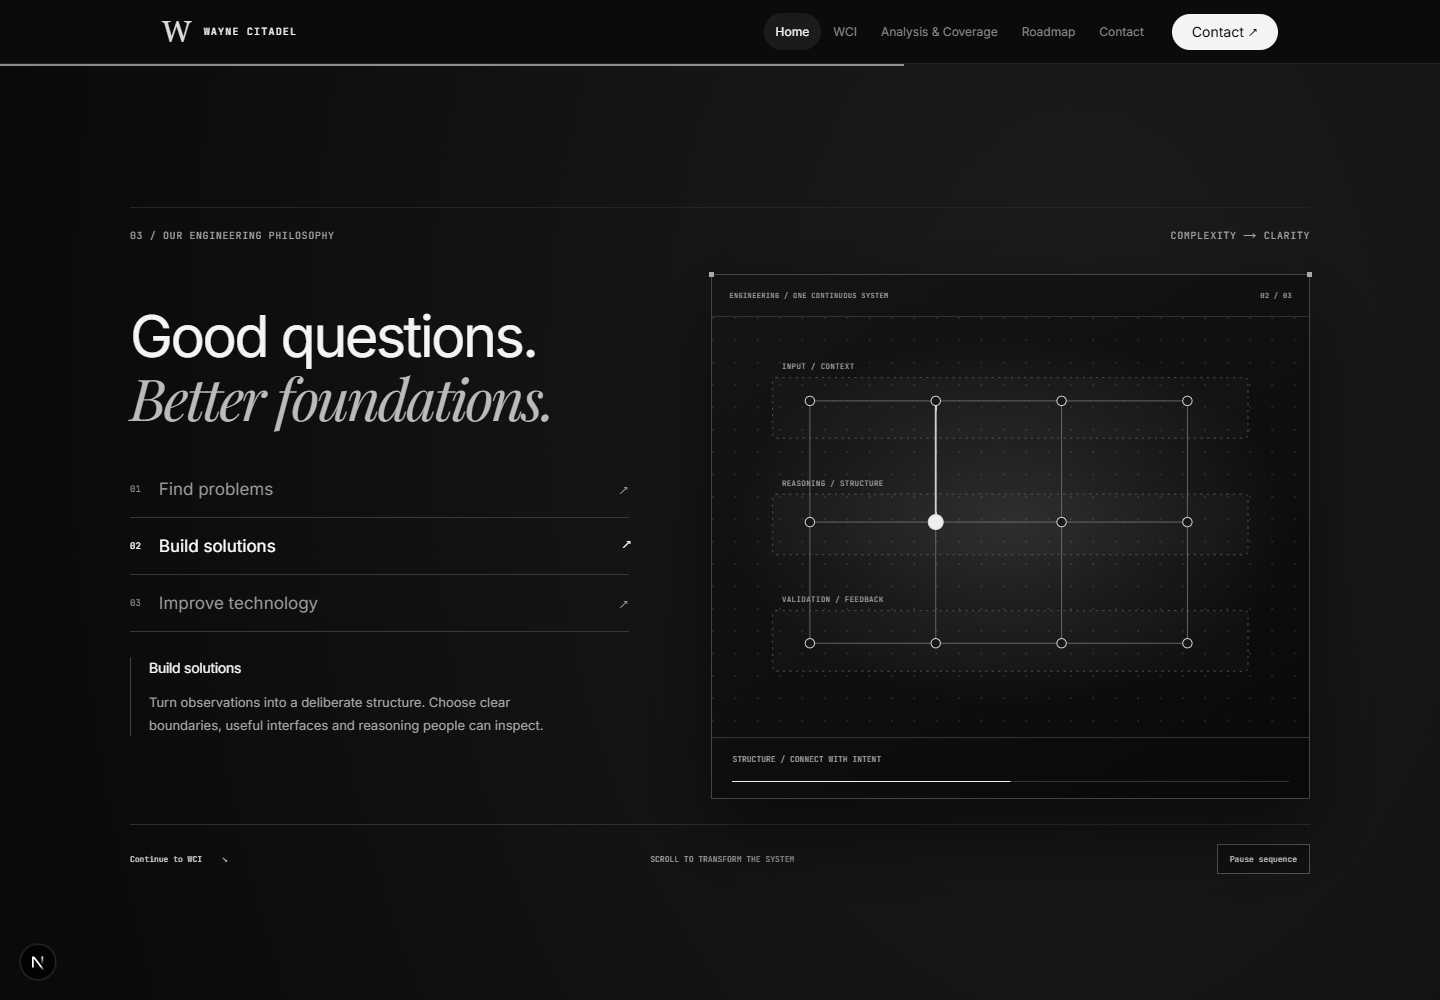 W WAYNE CITADEL
Home WCI Analysis & Coverage Roadmap Contact Contact ↗
03 / OUR ENGINEERING PHILOSOPHY
COMPLEXITY → CLARITY
Good questions.
Better foundations.
01 Find problems ↗
02 Build solutions ↗
03 Improve technology ↗
Build solutions
Turn observations into a deliberate structure. Choose clear
boundaries, useful interfaces and reasoning people can inspect.
ENGINEERING / ONE CONTINUOUS SYSTEM
02 / 03
INPUT / CONTEXT
REASONING / STRUCTURE
VALIDATION / FEEDBACK
STRUCTURE / CONNECT WITH INTENT
Continue to WCI ↘
SCROLL TO TRANSFORM THE SYSTEM
Pause sequence
N